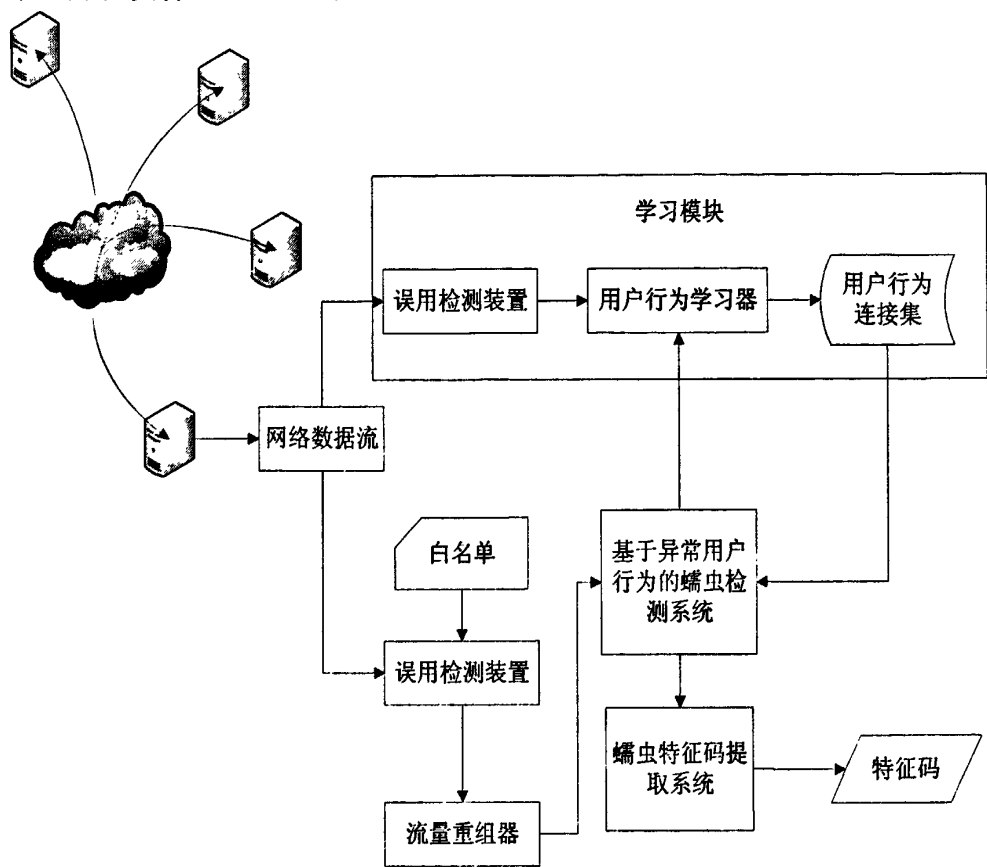 学习模块
误用检测装置
用户行为学习器
用户行为
连接集
网络数据流
白名单
基于异常用户
行为的蠕虫检
测系统
误用检测装置
蠕虫特征码提
取系统
特征码
流量重组器